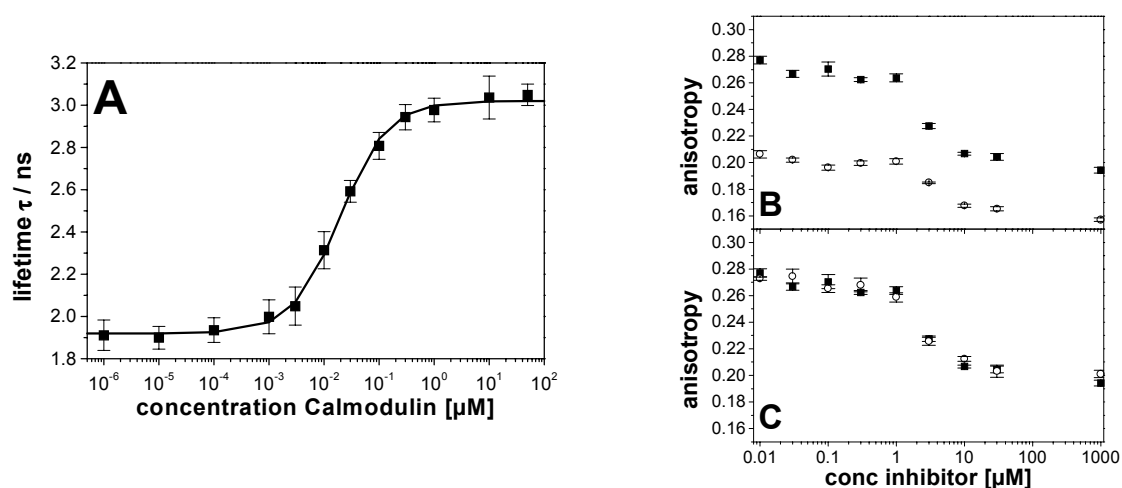 A
lifetime τ / ns
3.2
3.0
2.8
2.6
2.4
2.2
2.0
1.8
10⁻⁶ 10⁻⁵ 10⁻⁴ 10⁻³ 10⁻² 10⁻¹ 10⁰ 10¹ 10²
concentration Calmodulin [µM]
B
anisotropy
0.30
0.28
0.26
0.24
0.22
0.20
0.18
0.16
C
anisotropy
0.30
0.28
0.26
0.24
0.22
0.20
0.18
0.16
0.14
0.01 0.1 1 10 100 1000
conc inhibitor [µM]